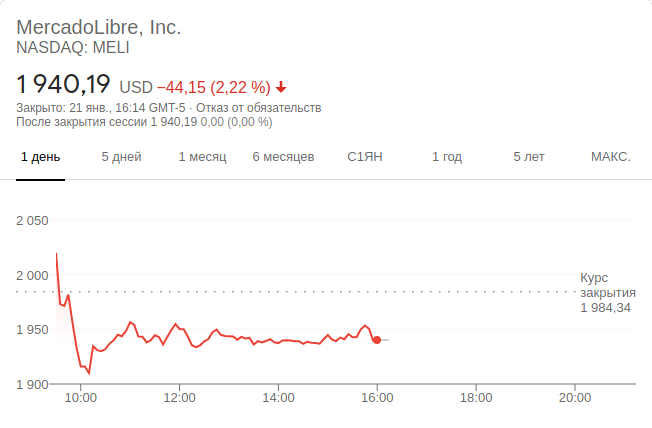 MercadoLibre, Inc.
NASDAQ: MELI
1 940,19 USD −44,15 (2,22 %)
Закрыто: 21 янв., 16:14 GMT-5 · Отказ от обязательств
После закрытия сессии 1 940,19 0,00 (0,00 %)
1 день 5 дней 1 месяц 6 месяцев С1ЯН 1 год 5 лет МАКС.
2 050
2 000
Курс
закрытия
1 984,34
1 950
1 900
10:00 12:00 14:00 16:00 18:00 20:00